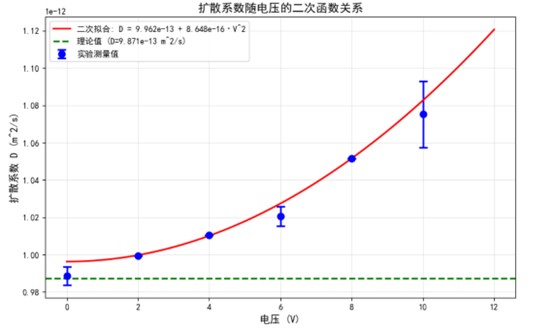 扩散系数随电压的二次函数关系
1e−12
二次拟合: D = 9.962e-13 + 8.648e-16·V^2
理论值 (D=9.871e-13 m^2/s)
实验测量值
1.12
1.10
1.08
1.06
1.04
1.02
1.00
0.98
扩散系数 D (m^2/s)
0 2 4 6 8 10 12
电压 (V)